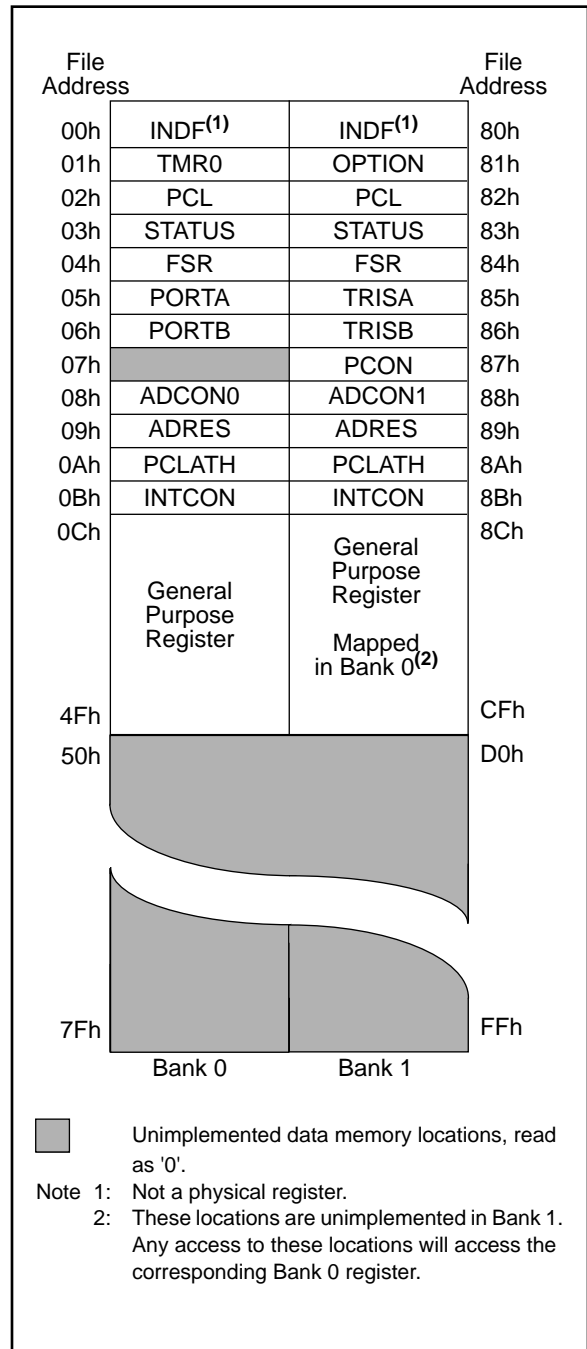 File Address File Address
00h INDF(1) INDF(1) 80h
01h TMR0 OPTION 81h
02h PCL PCL 82h
03h STATUS STATUS 83h
04h FSR FSR 84h
05h PORTA TRISA 85h
06h PORTB TRISB 86h
07h PCON 87h
08h ADCON0 ADCON1 88h
09h ADRES ADRES 89h
0Ah PCLATH PCLATH 8Ah
0Bh INTCON INTCON 8Bh
0Ch 8Ch
General
Purpose
Register
General
Purpose
Register
Mapped
in Bank 0(2)
4Fh CFh
50h D0h
7Fh FFh
Bank 0 Bank 1
Unimplemented data memory locations, read
as '0'.
Note 1: Not a physical register.
2: These locations are unimplemented in Bank 1.
Any access to these locations will access the
corresponding Bank 0 register.